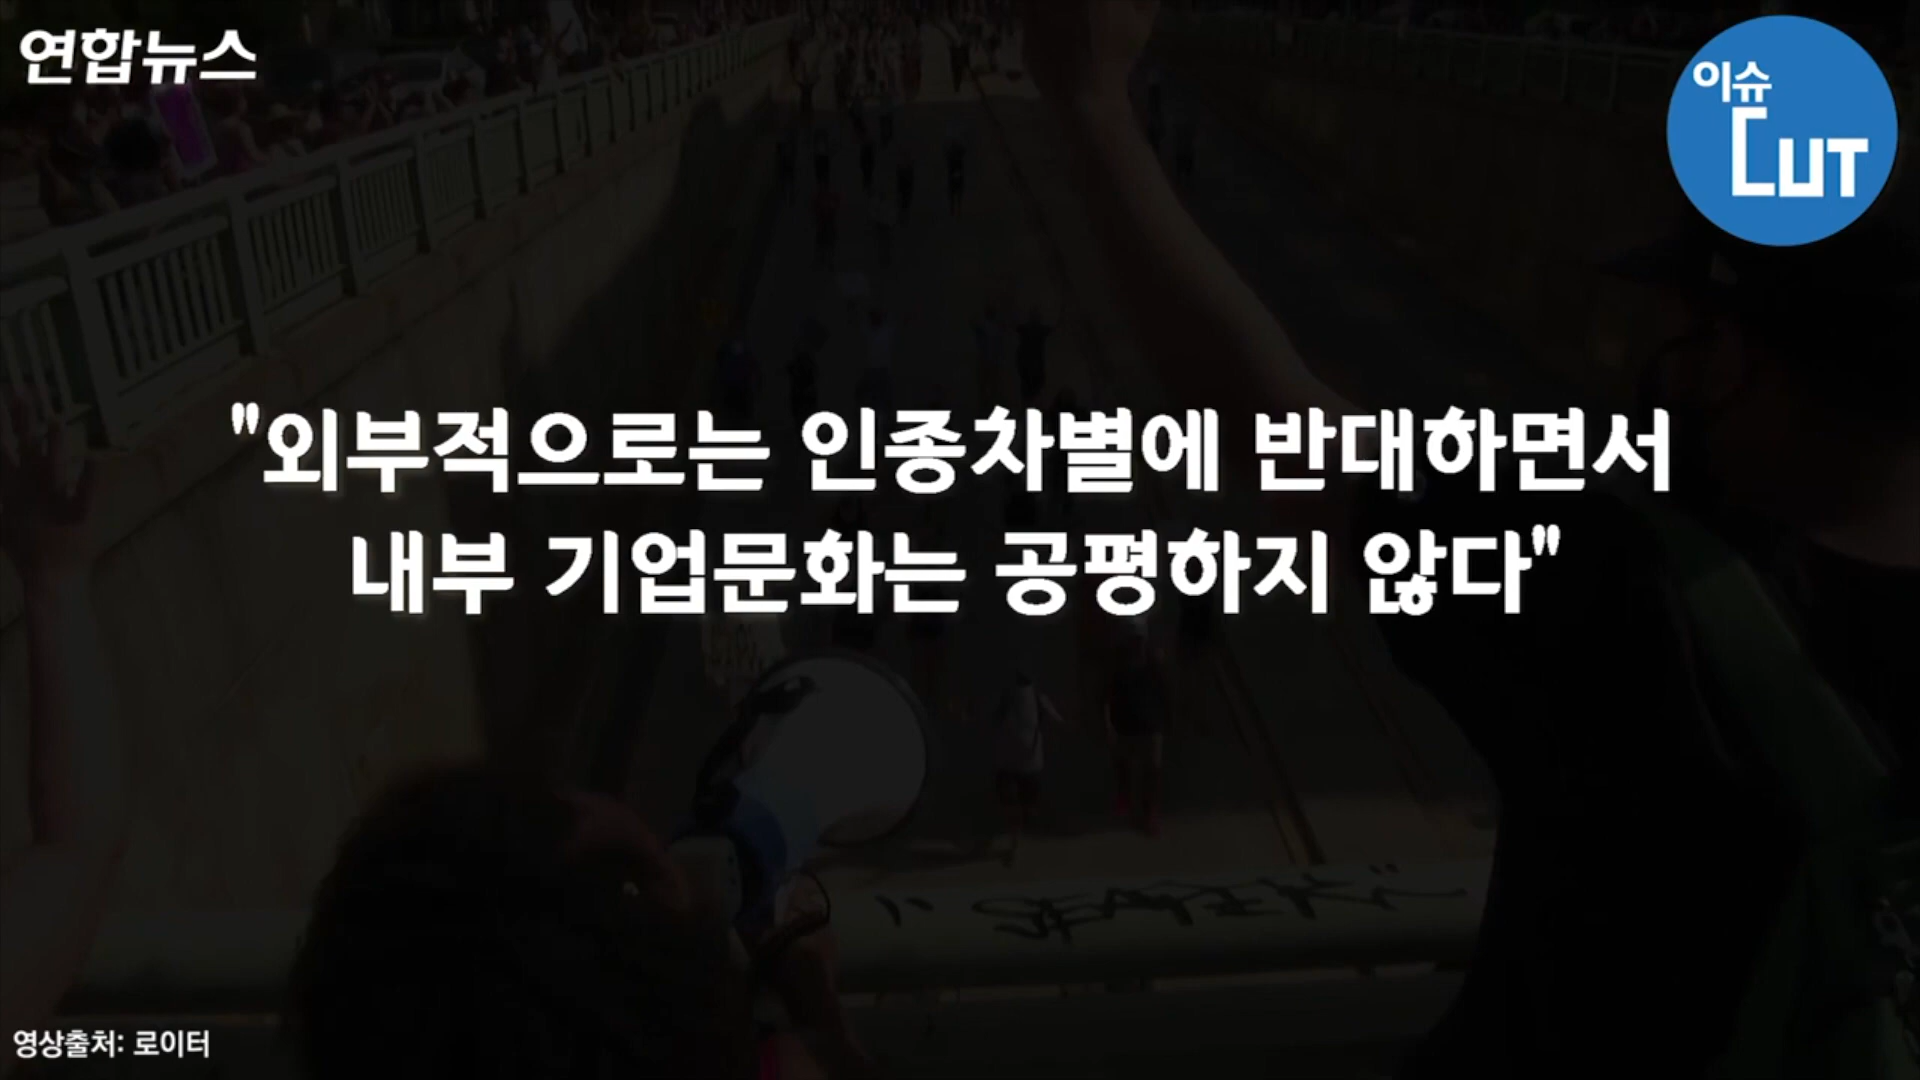 연합뉴스
이슈
CUT
"외부적으로는 인종차별에 반대하면서
내부 기업문화는 공평하지 않다"
영상출처: 로이터